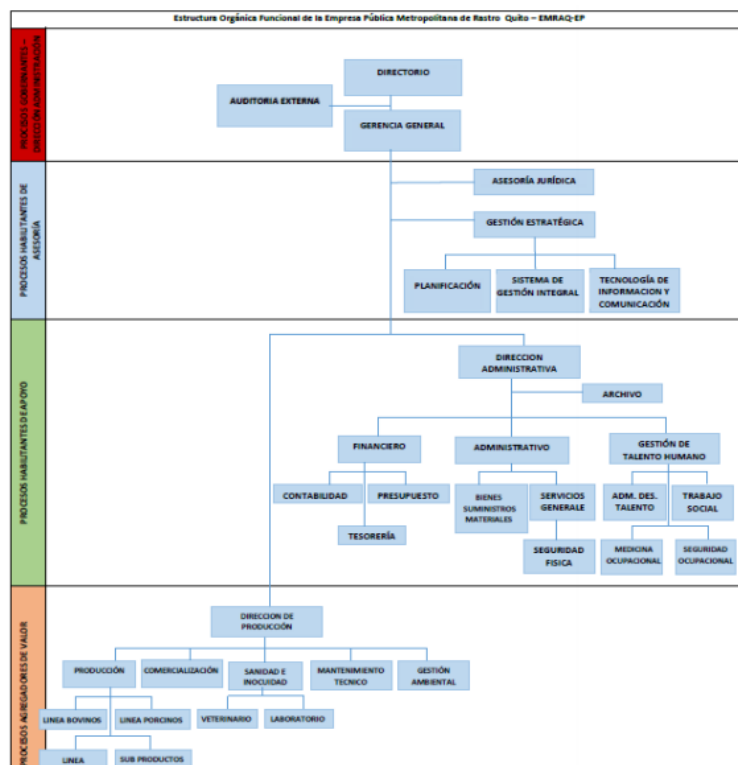 Estructura Orgánica Funcional de la Empresa Pública Metropolitana de Rastro Quito – EMRAQ-EP
PROCESOS GOBERNANTES –
DIRECCIÓN ADMINISTRACIÓN
DIRECTORIO
AUDITORIA EXTERNA
GERENCIA GENERAL
PROCESOS HABILITANTES DE
ASESORÍA
ASESORÍA JURÍDICA
GESTIÓN ESTRATÉGICA
PLANIFICACIÓN
SISTEMA DE
GESTIÓN INTEGRAL
TECNOLOGÍA DE
INFORMACION Y
COMUNICACIÓN
PROCESOS HABILITANTES DE APOYO
DIRECCION
ADMINISTRATIVA
ARCHIVO
FINANCIERO
ADMINISTRATIVO
GESTIÓN DE
TALENTO HUMANO
CONTABILIDAD
PRESUPUESTO
TESORERÍA
BIENES
SUMINISTROS
MATERIALES
SERVICIOS
GENERALE
SEGURIDAD
FISICA
ADM. DES.
TALENTO
TRABAJO
SOCIAL
MEDICINA
OCUPACIONAL
SEGURIDAD
OCUPACIONAL
PROCESOS AGREGADORES DE VALOR
DIRECCION DE
PRODUCCIÓN
PRODUCCIÓN
COMERCIALIZACIÓN
SANIDAD E
INOCUIDAD
MANTENIMIENTO
TECNICO
GESTIÓN
AMBIENTAL
LINEA BOVINOS
LINEA PORCINOS
VETERINARIO
LABORATORIO
LINEA
SUB PRODUCTOS